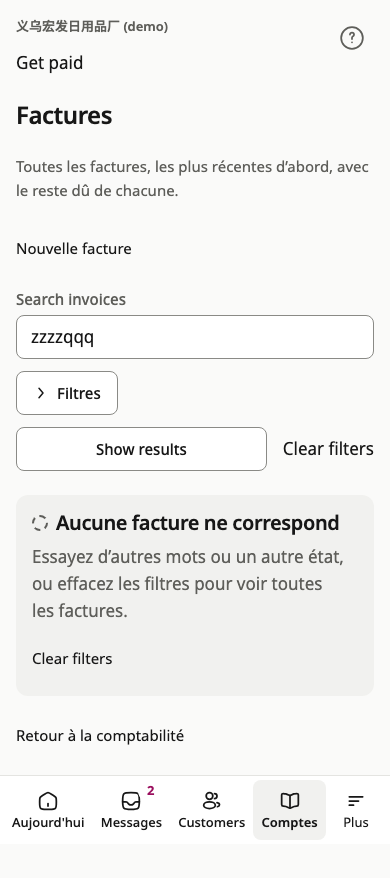 义乌宏发日用品厂 (demo)
Get paid
Factures
Toutes les factures, les plus récentes d’abord, avec
le reste dû de chacune.
Nouvelle facture
Search invoices
zzzzqqq
Filtres
Show results
Clear filters
Aucune facture ne correspond
Essayez d’autres mots ou un autre état,
ou effacez les filtres pour voir toutes
les factures.
Clear filters
Retour à la comptabilité
2
Aujourd'hui
Messages
Customers
Comptes
Plus